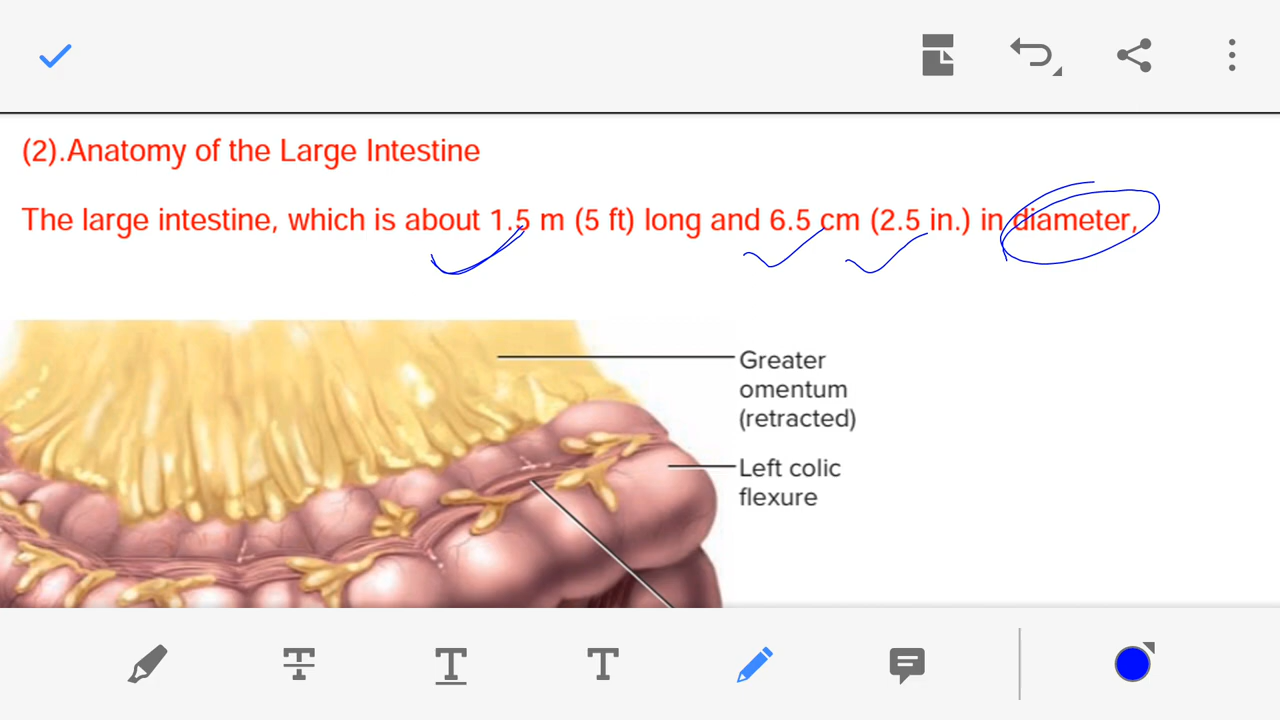 (2).Anatomy of the Large Intestine
The large intestine, which is about 1.5 m (5 ft) long and 6.5 cm (2.5 in.) in diameter,
Greater
omentum
(retracted)
Left colic
flexure